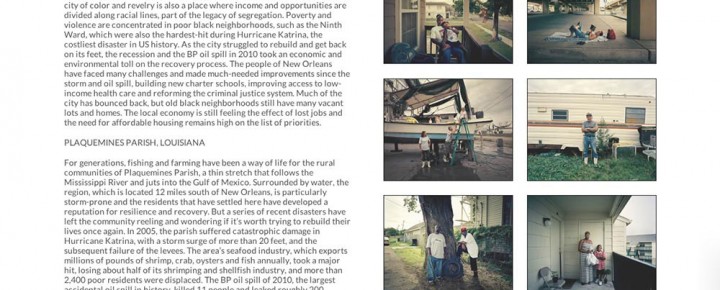 city of color and revelry is also a place where income and opportunities are
divided along racial lines, part of the legacy of segregation. Poverty and
violence are concentrated in poor black neighborhoods, such as the Ninth
Ward, which were also the hardest-hit during Hurricane Katrina, the
costliest disaster in US history. As the city struggled to rebuild and get back
on its feet, the recession and the BP oil spill in 2010 took an economic and
environmental toll on the recovery process. The people of New Orleans
have faced many challenges and made much-needed improvements since the
storm and oil spill, building new charter schools, improving access to low-
income health care and reforming the criminal justice system. Much of the
city has bounced back, but old black neighborhoods still have many vacant
lots and homes. The local economy is still feeling the effect of lost jobs and
the need for affordable housing remains high on the list of priorities.
PLAQUEMINES PARISH, LOUISIANA
For generations, fishing and farming have been a way of life for the rural
communities of Plaquemines Parish, a thin stretch that follows the
Mississippi River and juts into the Gulf of Mexico. Surrounded by water, the
region, which is located 12 miles south of New Orleans, is particularly
storm-prone and the residents that have settled here have developed a
reputation for resilience and recovery. But a series of recent disasters have
left the community reeling and wondering if it's worth trying to rebuild their
lives once again. In 2005, the parish suffered catastrophic damage in
Hurricane Katrina, with a storm surge of more than 20 feet, and the
subsequent failure of the levees. The area's seafood industry, which exports
millions of pounds of shrimp, crab, oysters and fish annually, took a major
hit, losing about half of its shrimping and shellfish industry, and more than
2,400 poor residents were displaced. The BP oil spill of 2010, the largest
accidental oil spill in history, killed 11 people and leaked roughly 200